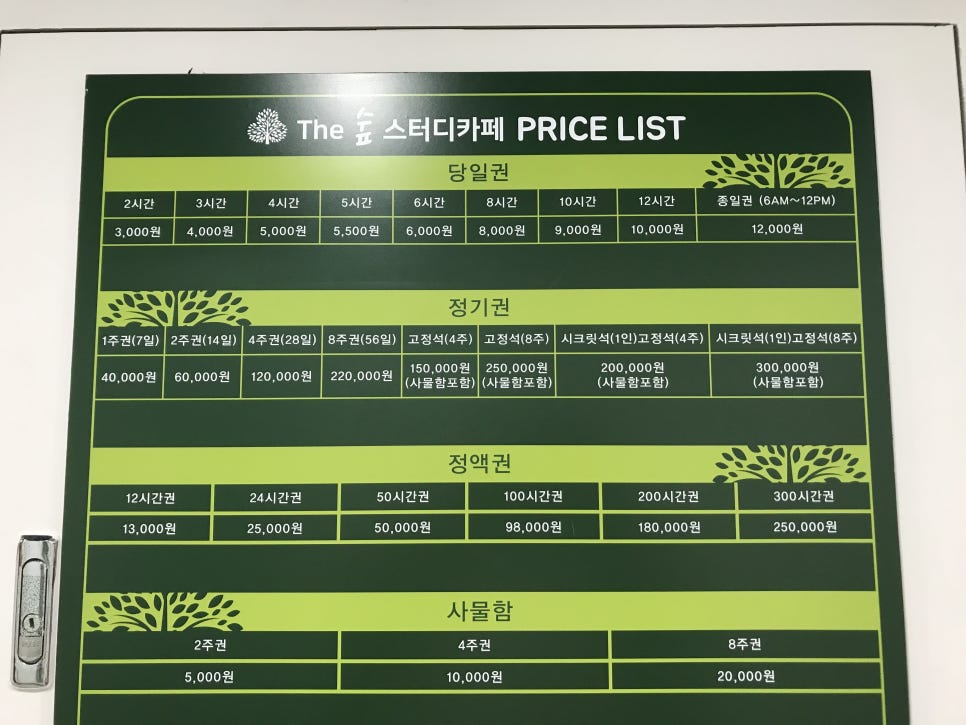 The 숲 스터디카페 PRICE LIST
당일권
2시간 3시간 4시간 5시간 6시간 8시간 10시간 12시간 종일권 (6AM~12PM)
3,000원 4,000원 5,000원 5,500원 6,000원 8,000원 9,000원 10,000원 12,000원
정기권
1주권(7일) 2주권(14일) 4주권(28일) 8주권(56일) 고정석(4주) 고정석(8주) 시크릿석(1인)고정석(4주) 시크릿석(1인)고정석(8주)
40,000원 60,000원 120,000원 220,000원 150,000원 250,000원 200,000원 300,000원
(사물함포함) (사물함포함) (사물함포함) (사물함포함)
정액권
12시간권 24시간권 50시간권 100시간권 200시간권 300시간권
13,000원 25,000원 50,000원 98,000원 180,000원 250,000원
사물함
2주권 4주권 8주권
5,000원 10,000원 20,000원